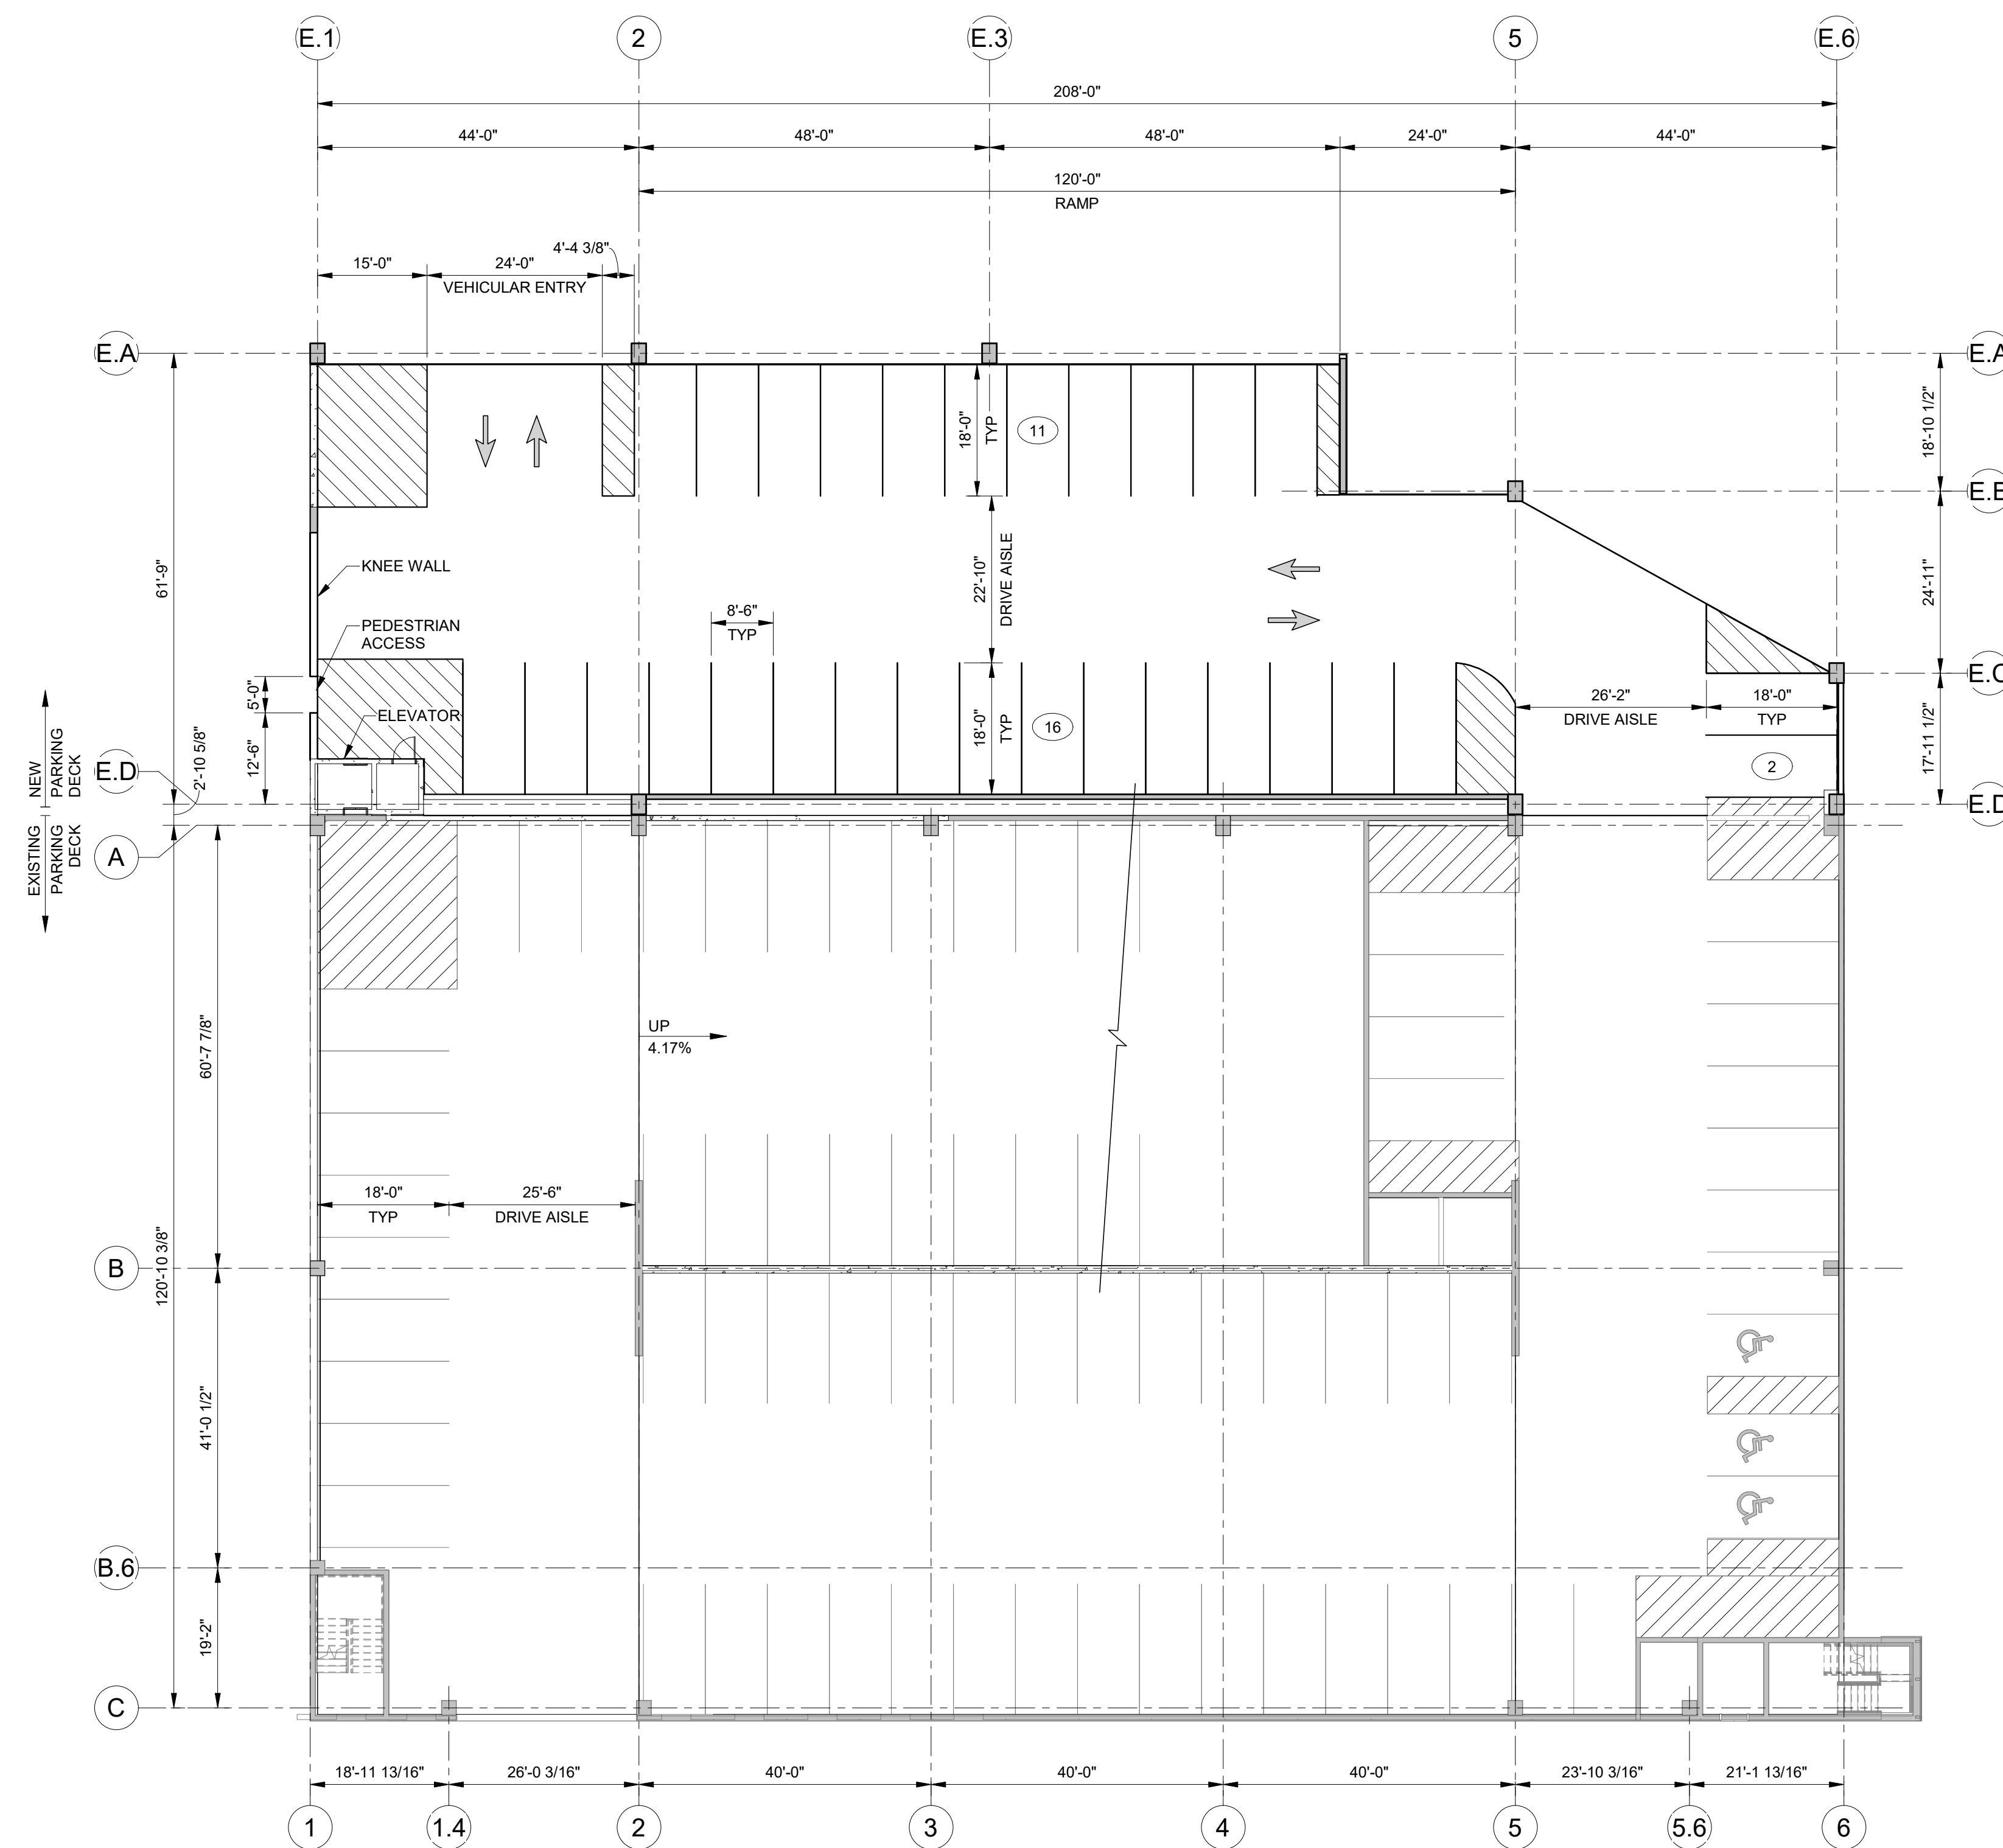 E.1
2
E.3
5
E.6
208'-0"
44'-0"
48'-0"
48'-0"
24'-0"
44'-0"
120'-0"
RAMP
4'-4 3/8"
15'-0"
24'-0"
VEHICULAR ENTRY
E.A
E.A
18'-10 1/2"
18'-0"
TYP
11
E.B
61'-9"
KNEE WALL
22'-10"
DRIVE AISLE
24'-11"
8'-6"
TYP
PEDESTRIAN
ACCESS
E.C
5'-0"
26'-2"
DRIVE AISLE
18'-0"
TYP
ELEVATOR
18'-0"
TYP
16
12'-6"
2'-10 5/8"
17'-11 1/2"
2
NEW
PARKING
DECK
E.D
E.D
EXISTING
PARKING
DECK
A
UP
4.17%
60'-7 7/8"
18'-0"
TYP
25'-6"
DRIVE AISLE
120'-10 3/8"
B
41'-0 1/2"
B.6
19'-2"
C
18'-11 13/16"
26'-0 3/16"
40'-0"
40'-0"
40'-0"
23'-10 3/16"
21'-1 13/16"
1
1.4
2
3
4
5
5.6
6